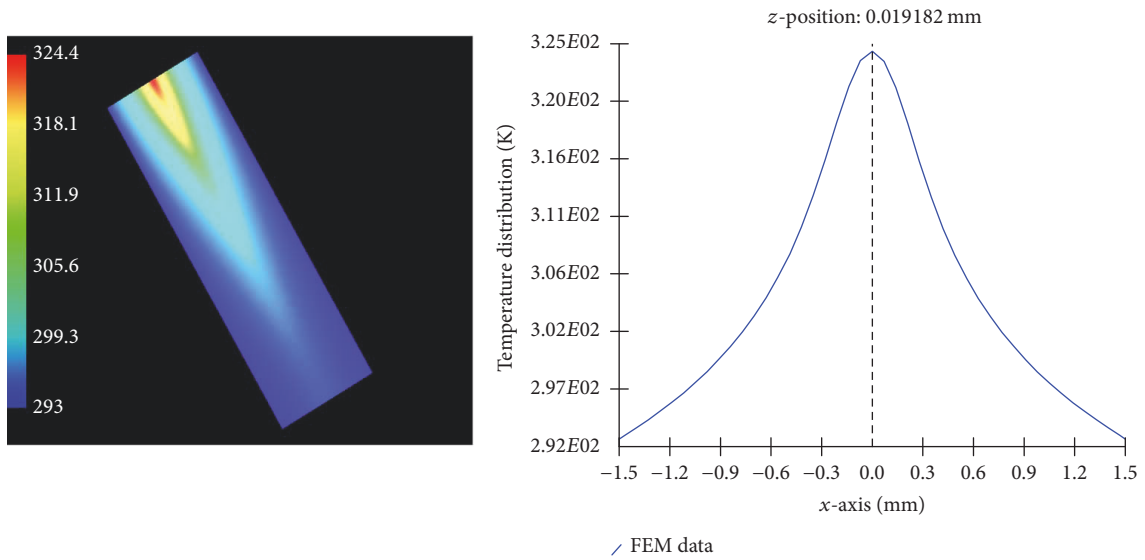 324.4
318.1
311.9
305.6
299.3
293
z-position: 0.019182 mm
3.25E02
3.20E02
3.16E02
3.11E02
3.06E02
3.02E02
2.97E02
2.92E02
Temperature distribution (K)
−1.5 −1.2 −0.9 −0.6 −0.3 0.0 0.3 0.6 0.9 1.2 1.5
x-axis (mm)
FEM data